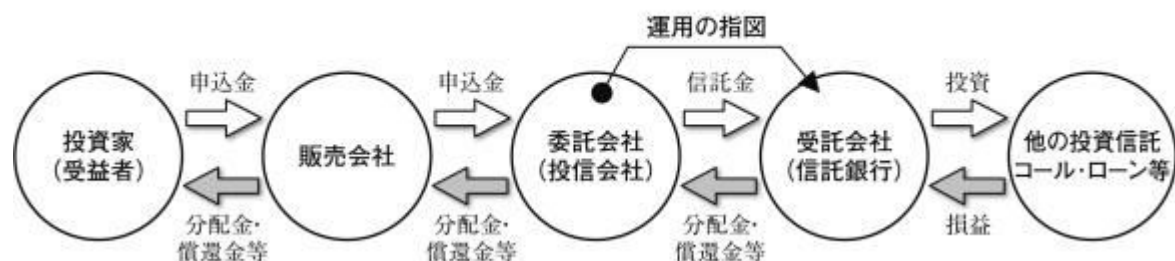 運用の指図
申込金
申込金
信託金
投資
投資家
(受益者)
販売会社
委託会社
(投信会社)
受託会社
(信託銀行)
他の投資信託
コール・ローン等
分配金・
償還金等
分配金・
償還金等
分配金・
償還金等
損益